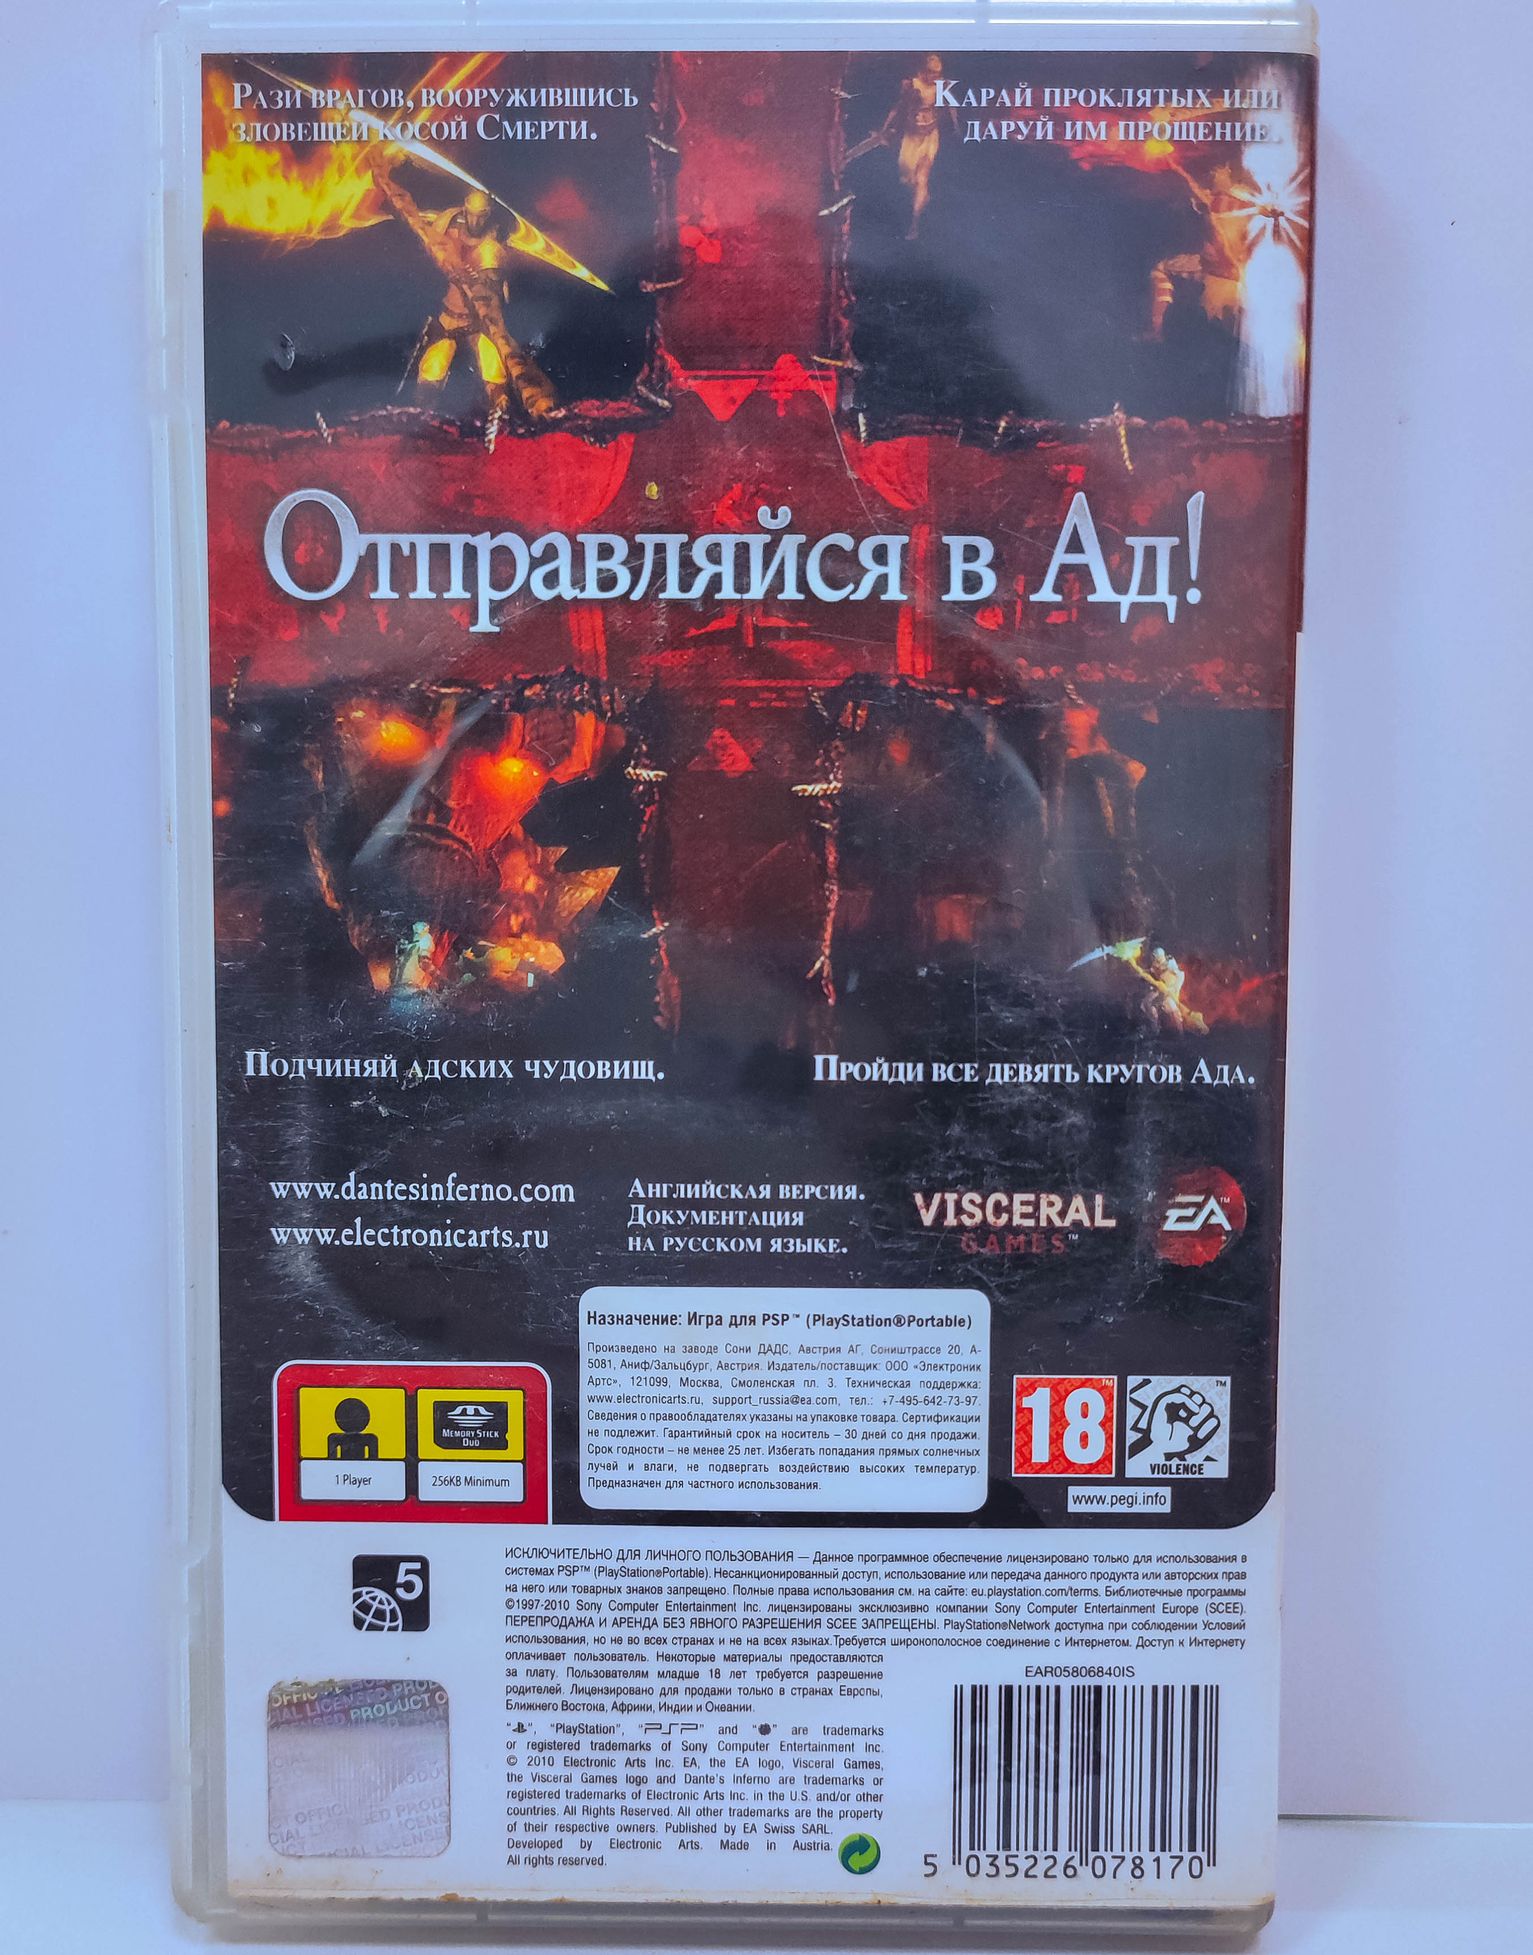 Рази врагов, вооружившись
зловещей косой Смерти.
Карай проклятых или
даруй им прощение.
Отправляйся в Ад!
Подчиняй адских чудовищ.
Пройди все девять кругов Ада.
www.dantesinferno.com
www.electronicarts.ru
Английская версия.
Документация
на русском языке.
VISCERAL
GAMES™
EA™
Назначение: Игра для PSP™ (PlayStation®Portable)
Произведено на заводе Сони ДАДС, Австрия АГ, Соништрассе 20, А-
5081, Аниф/Зальцбург, Австрия. Издатель/поставщик: ООО «Электроник
Артс», 121099, Москва, Смоленская пл. 3. Техническая поддержка:
www.electronicarts.ru, support_russia@ea.com, тел.: +7-495-642-73-97.
Сведения о правообладателях указаны на упаковке товара. Сертификации
не подлежит. Гарантийный срок на носитель – 30 дней со дня продажи.
Срок годности – не менее 25 лет. Избегать попадания прямых солнечных
лучей и влаги, не подвергать воздействию высоких температур.
Предназначен для частного использования.
MEMORY STICK
DUO
1 Player
256KB Minimum
18™
™
VIOLENCE
www.pegi.info
5
ИСКЛЮЧИТЕЛЬНО ДЛЯ ЛИЧНОГО ПОЛЬЗОВАНИЯ — Данное программное обеспечение лицензировано только для использования в
системах PSP™ (PlayStation®Portable). Несанкционированный доступ, использование или передача данного продукта или авторских прав
на него или товарных знаков запрещено. Полные права использования см. на сайте: eu.playstation.com/terms. Библиотечные программы
©1997-2010 Sony Computer Entertainment Inc. лицензированы эксклюзивно компании Sony Computer Entertainment Europe (SCEE).
ПЕРЕПРОДАЖА И АРЕНДА БЕЗ ЯВНОГО РАЗРЕШЕНИЯ SCEE ЗАПРЕЩЕНЫ. PlayStation®Network доступна при соблюдении Условий
использования, но не во всех странах и не на всех языках.Требуется широкополосное соединение с Интернетом. Доступ к Интернету
оплачивает пользователь. Некоторые материалы предоставляются
за плату. Пользователям младше 18 лет требуется разрешение
родителей. Лицензировано для продажи только в странах Европы,
Ближнего Востока, Африки, Индии и Океании.
"", "PlayStation", "PSP" and "" are trademarks
or registered trademarks of Sony Computer Entertainment Inc.
© 2010 Electronic Arts Inc. EA, the EA logo, Visceral Games,
the Visceral Games logo and Dante's Inferno are trademarks or
registered trademarks of Electronic Arts Inc. in the U.S. and/or other
countries. All Rights Reserved. All other trademarks are the property
of their respective owners. Published by EA Swiss SARL.
Developed by Electronic Arts. Made in Austria.
All rights reserved.
EAR05806840IS
5 035226 078170